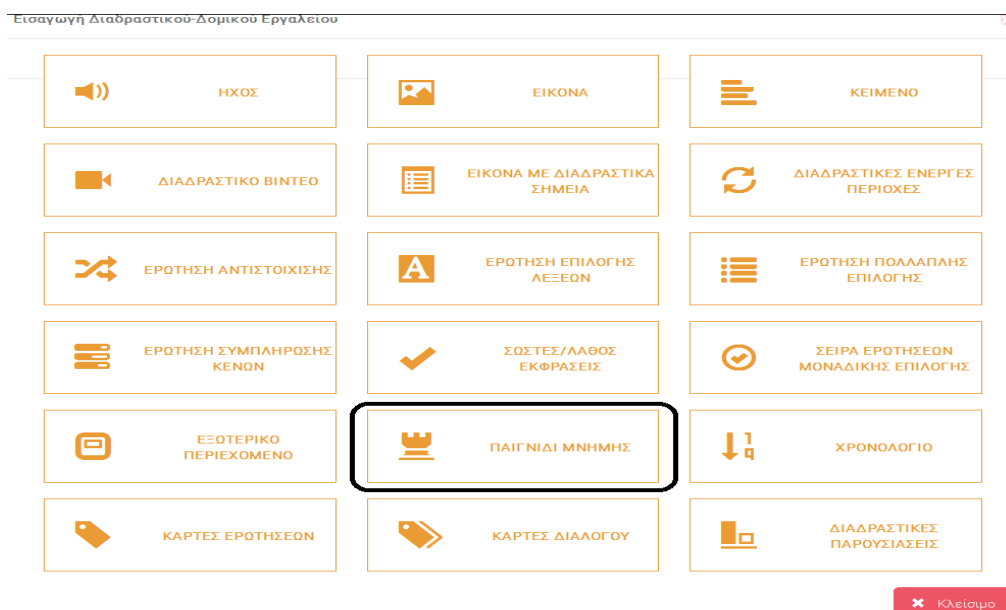 Εισαγωγή Διαδραστικού-Δομικού Εργαλείου
ΗΧΟΣ
ΕΙΚΟΝΑ
ΚΕΙΜΕΝΟ
ΔΙΑΔΡΑΣΤΙΚΟ ΒΙΝΤΕΟ
ΕΙΚΟΝΑ ΜΕ ΔΙΑΔΡΑΣΤΙΚΑ
ΣΗΜΕΙΑ
ΔΙΑΔΡΑΣΤΙΚΕΣ ΕΝΕΡΓΕΣ
ΠΕΡΙΟΧΕΣ
ΕΡΩΤΗΣΗ ΑΝΤΙΣΤΟΙΧΙΣΗΣ
ΕΡΩΤΗΣΗ ΕΠΙΛΟΓΗΣ
ΛΕΞΕΩΝ
ΕΡΩΤΗΣΗ ΠΟΛΛΑΠΛΗΣ
ΕΠΙΛΟΓΗΣ
ΕΡΩΤΗΣΗ ΣΥΜΠΛΗΡΩΣΗΣ
ΚΕΝΩΝ
ΣΩΣΤΕΣ/ΛΑΘΟΣ
ΕΚΦΡΑΣΕΙΣ
ΣΕΙΡΑ ΕΡΩΤΗΣΕΩΝ
ΜΟΝΑΔΙΚΗΣ ΕΠΙΛΟΓΗΣ
ΕΞΩΤΕΡΙΚΟ
ΠΕΡΙΕΧΟΜΕΝΟ
ΠΑΙΓΝΙΔΙ ΜΝΗΜΗΣ
ΧΡΟΝΟΛΟΓΙΟ
ΚΑΡΤΕΣ ΕΡΩΤΗΣΕΩΝ
ΚΑΡΤΕΣ ΔΙΑΛΟΓΟΥ
ΔΙΑΔΡΑΣΤΙΚΕΣ
ΠΑΡΟΥΣΙΑΣΕΙΣ
Κλείσιμο